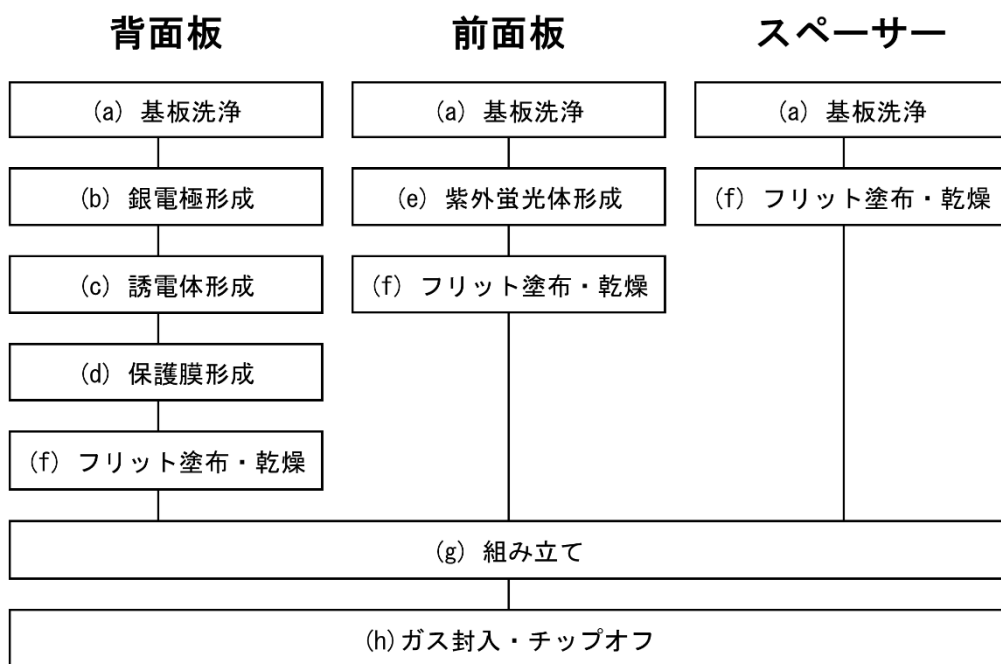 背面板
前面板
スペーサー
(a) 基板洗浄
(a) 基板洗浄
(a) 基板洗浄
(b) 銀電極形成
(e) 紫外蛍光体形成
(f) フリット塗布・乾燥
(c) 誘電体形成
(f) フリット塗布・乾燥
(d) 保護膜形成
(f) フリット塗布・乾燥
(g) 組み立て
(h)ガス封入・チップオフ